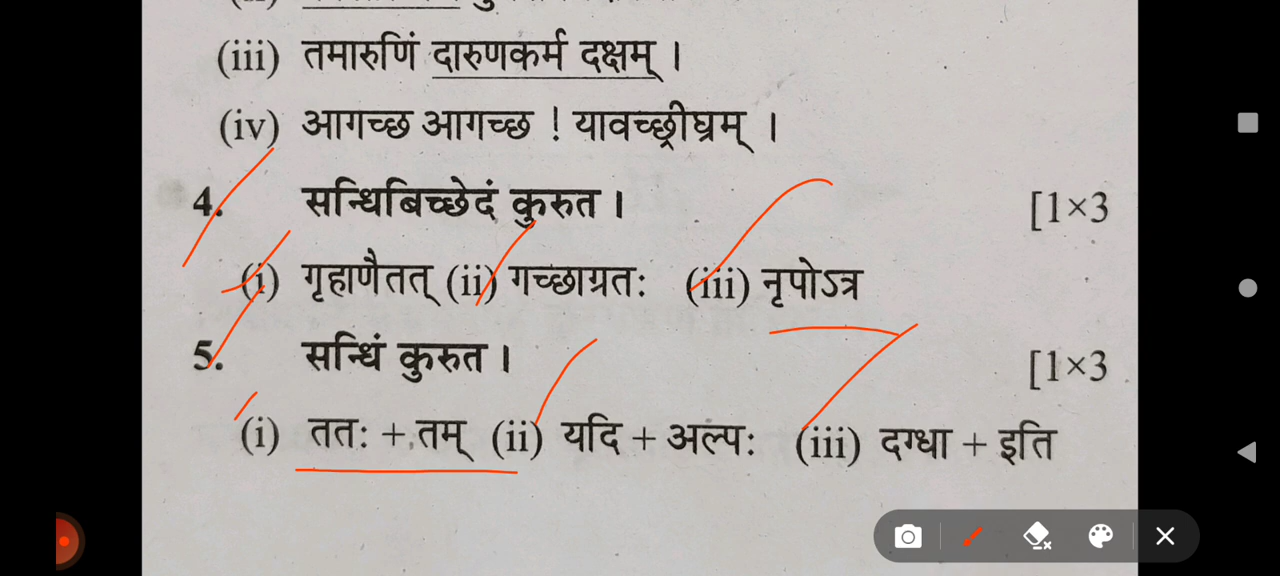 (iii) तमारुणिं दारुणकर्म दक्षम् ।
(iv) आगच्छ आगच्छ ! यावच्छ्रीघ्रम् ।
4. सन्धिबिच्छेदं कुरुत । [1×3
(i) गृहाणैतत् (ii) गच्छाग्रतः (iii) नृपोऽत्र
5. सन्धिं कुरुत । [1×3
(i) ततः + तम् (ii) यदि + अल्पः (iii) दग्धा + इति